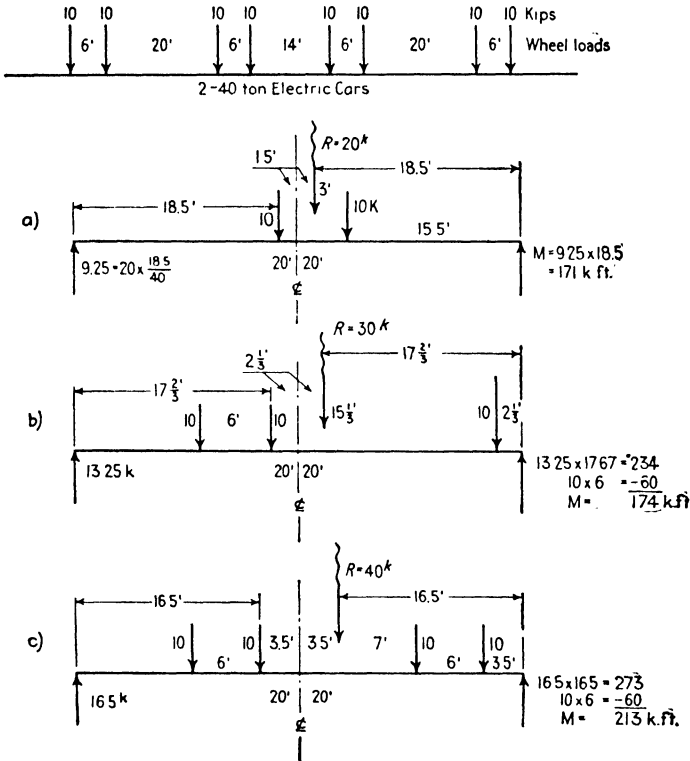 10 10 10 10 10 10 10 10 Kips
6' 20' 6' 14' 6' 20' 6' Wheel loads
2-40 ton Electric Cars
R=20k
1 5'
18.5'
3'
18.5'
10 10K
15 5'
a)
9.25=20x 18.5/40
20' 20'
℄
M=9 25 x 18.5
=171 k ft.
R=30k
2 1/3'
17 2/3'
17 2/3'
10 6' 10 15 1/3' 10 2 1/3'
b)
13 25 k
20' 20'
℄
13 25 x 17 67 = 234
10 x 6 = -60
M= 174 k.ft
R=40k
16 5'
16.5'
10 10 3.5' 3 5' 7' 10 10
c)
6' 6' 3 5'
16 5 k
20' 20'
℄
16 5 x 16 5 = 273
10 x 6 = -60
M = 213 k.ft.